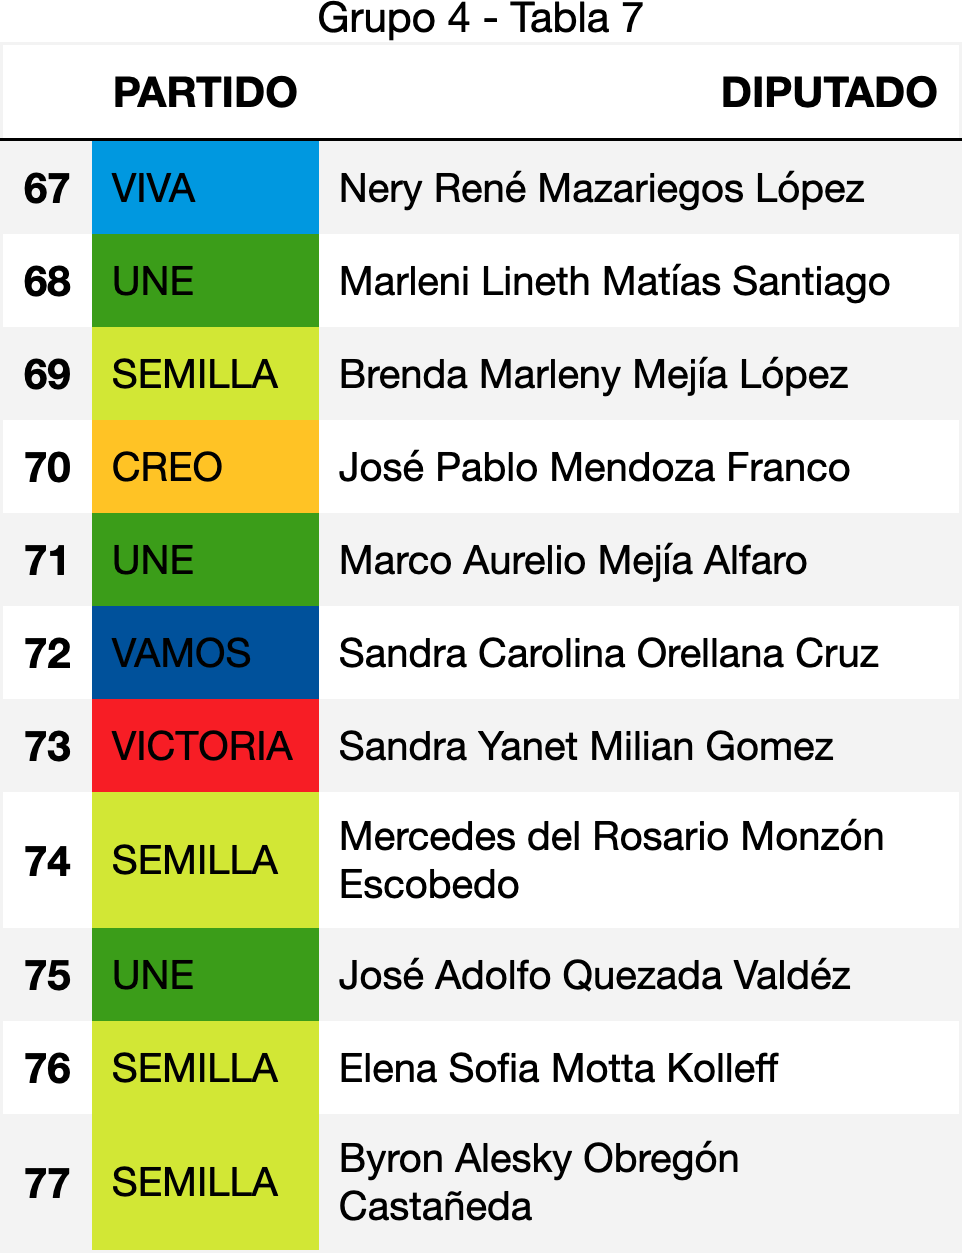 Grupo 4 - Tabla 7
PARTIDO DIPUTADO
67 VIVA Nery René Mazariegos López
68 UNE Marleni Lineth Matías Santiago
69 SEMILLA Brenda Marleny Mejía López
70 CREO José Pablo Mendoza Franco
71 UNE Marco Aurelio Mejía Alfaro
72 VAMOS Sandra Carolina Orellana Cruz
73 VICTORIA Sandra Yanet Milian Gomez
74 SEMILLA Mercedes del Rosario Monzón
Escobedo
75 UNE José Adolfo Quezada Valdéz
76 SEMILLA Elena Sofia Motta Kolleff
77 SEMILLA Byron Alesky Obregón
Castañeda